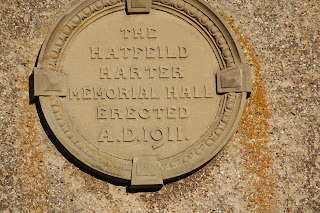 THE
HATFEILD
HARTER
MEMORIAL HALL
ERECTED
A.D.1911.